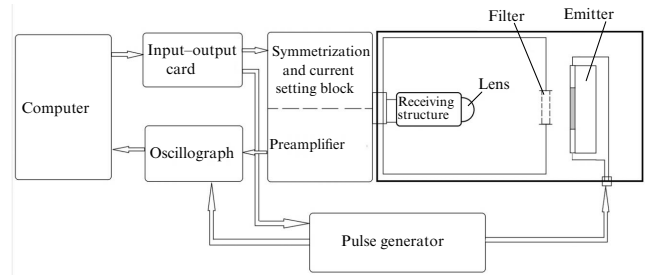 Filter
Emitter
Input–output
card
Symmetrization
and current
setting block
Lens
Receiving
structure
Computer
Oscillograph
Preamplifier
Pulse generator